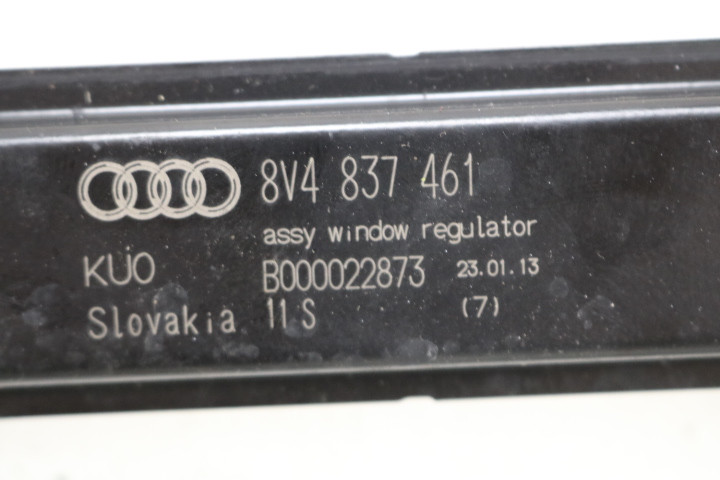 8V4 837 461
assy window regulator
KUO B000022873 23.01.13
Slovakia 11 S (7)